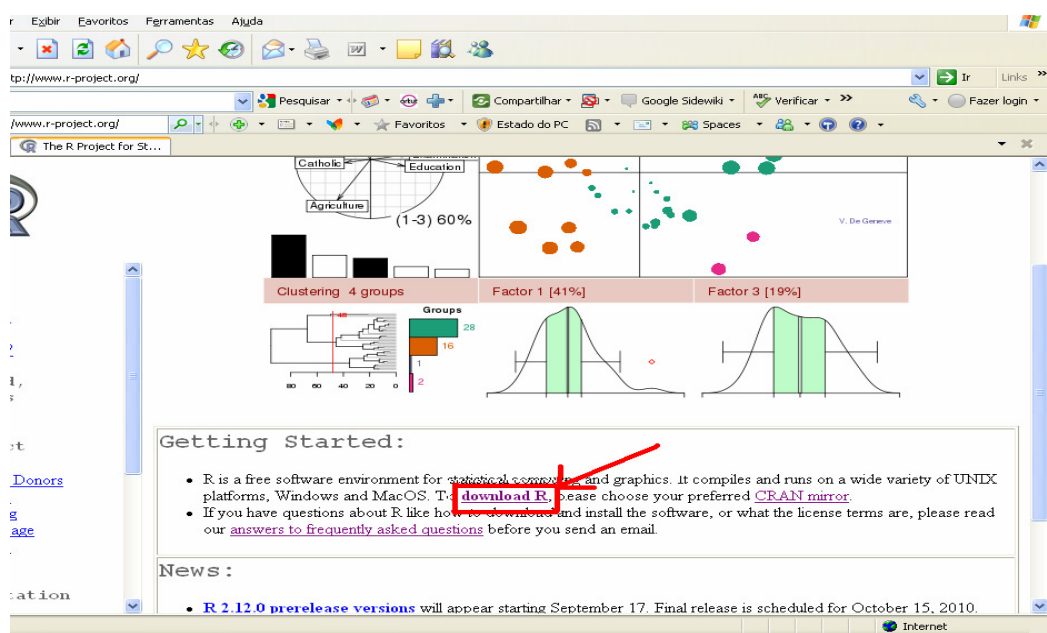 r Exibir Favoritos Ferramentas Ajuda
tp://www.r-project.org/ Ir Links »
Pesquisar Compartilhar Google Sidewiki ABC Verificar » Fazer login
/www.r-project.org/ Favoritos Estado do PC Spaces
The R Project for St...
Catholic Education
Agriculture
(1-3) 60%
V. De Geneve
Clustering 4 groups Factor 1 [41%] Factor 3 [19%]
Groups
48
28
16
1
2
80 60 40 20 0
Getting Started:
• R is a free software environment for statistical computing and graphics. It compiles and runs on a wide variety of UNIX
platforms, Windows and MacOS. To download R, please choose your preferred CRAN mirror.
• If you have questions about R like how to download and install the software, or what the license terms are, please read
our answers to frequently asked questions before you send an email.
Donors
age
News:
tation
• R 2.12.0 prerelease versions will appear starting September 17. Final release is scheduled for October 15, 2010.
Internet